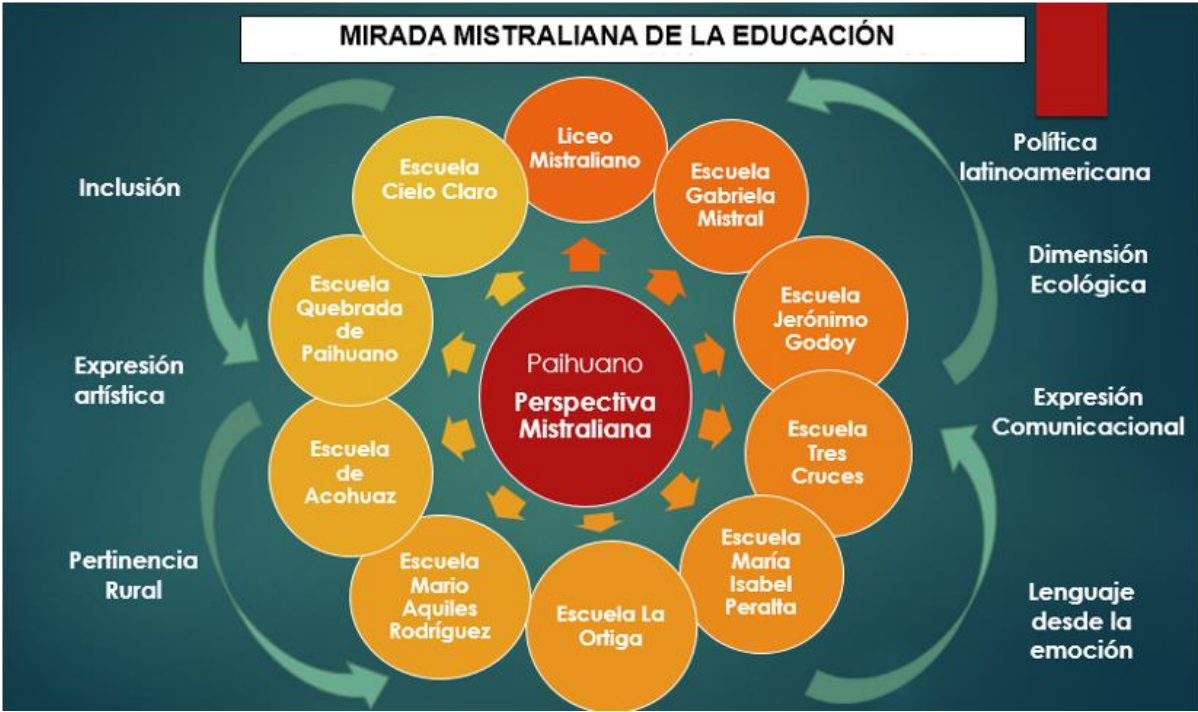 MIRADA MISTRALIANA DE LA EDUCACIÓN
Liceo
Mistraliano
Escuela
Gabriela
Mistral
Escuela
Jerónimo
Godoy
Escuela
Tres
Cruces
Escuela
María
Isabel
Peralta
Escuela La
Ortiga
Escuela
Mario
Aquiles
Rodríguez
Escuela
de
Acohuaz
Escuela
Quebrada
de
Paihuano
Escuela
Cielo Claro
Paihuano
Perspectiva
Mistraliana
Inclusión
Expresión
artística
Pertinencia
Rural
Política
latinoamericana
Dimensión
Ecológica
Expresión
Comunicacional
Lenguaje
desde la
emoción